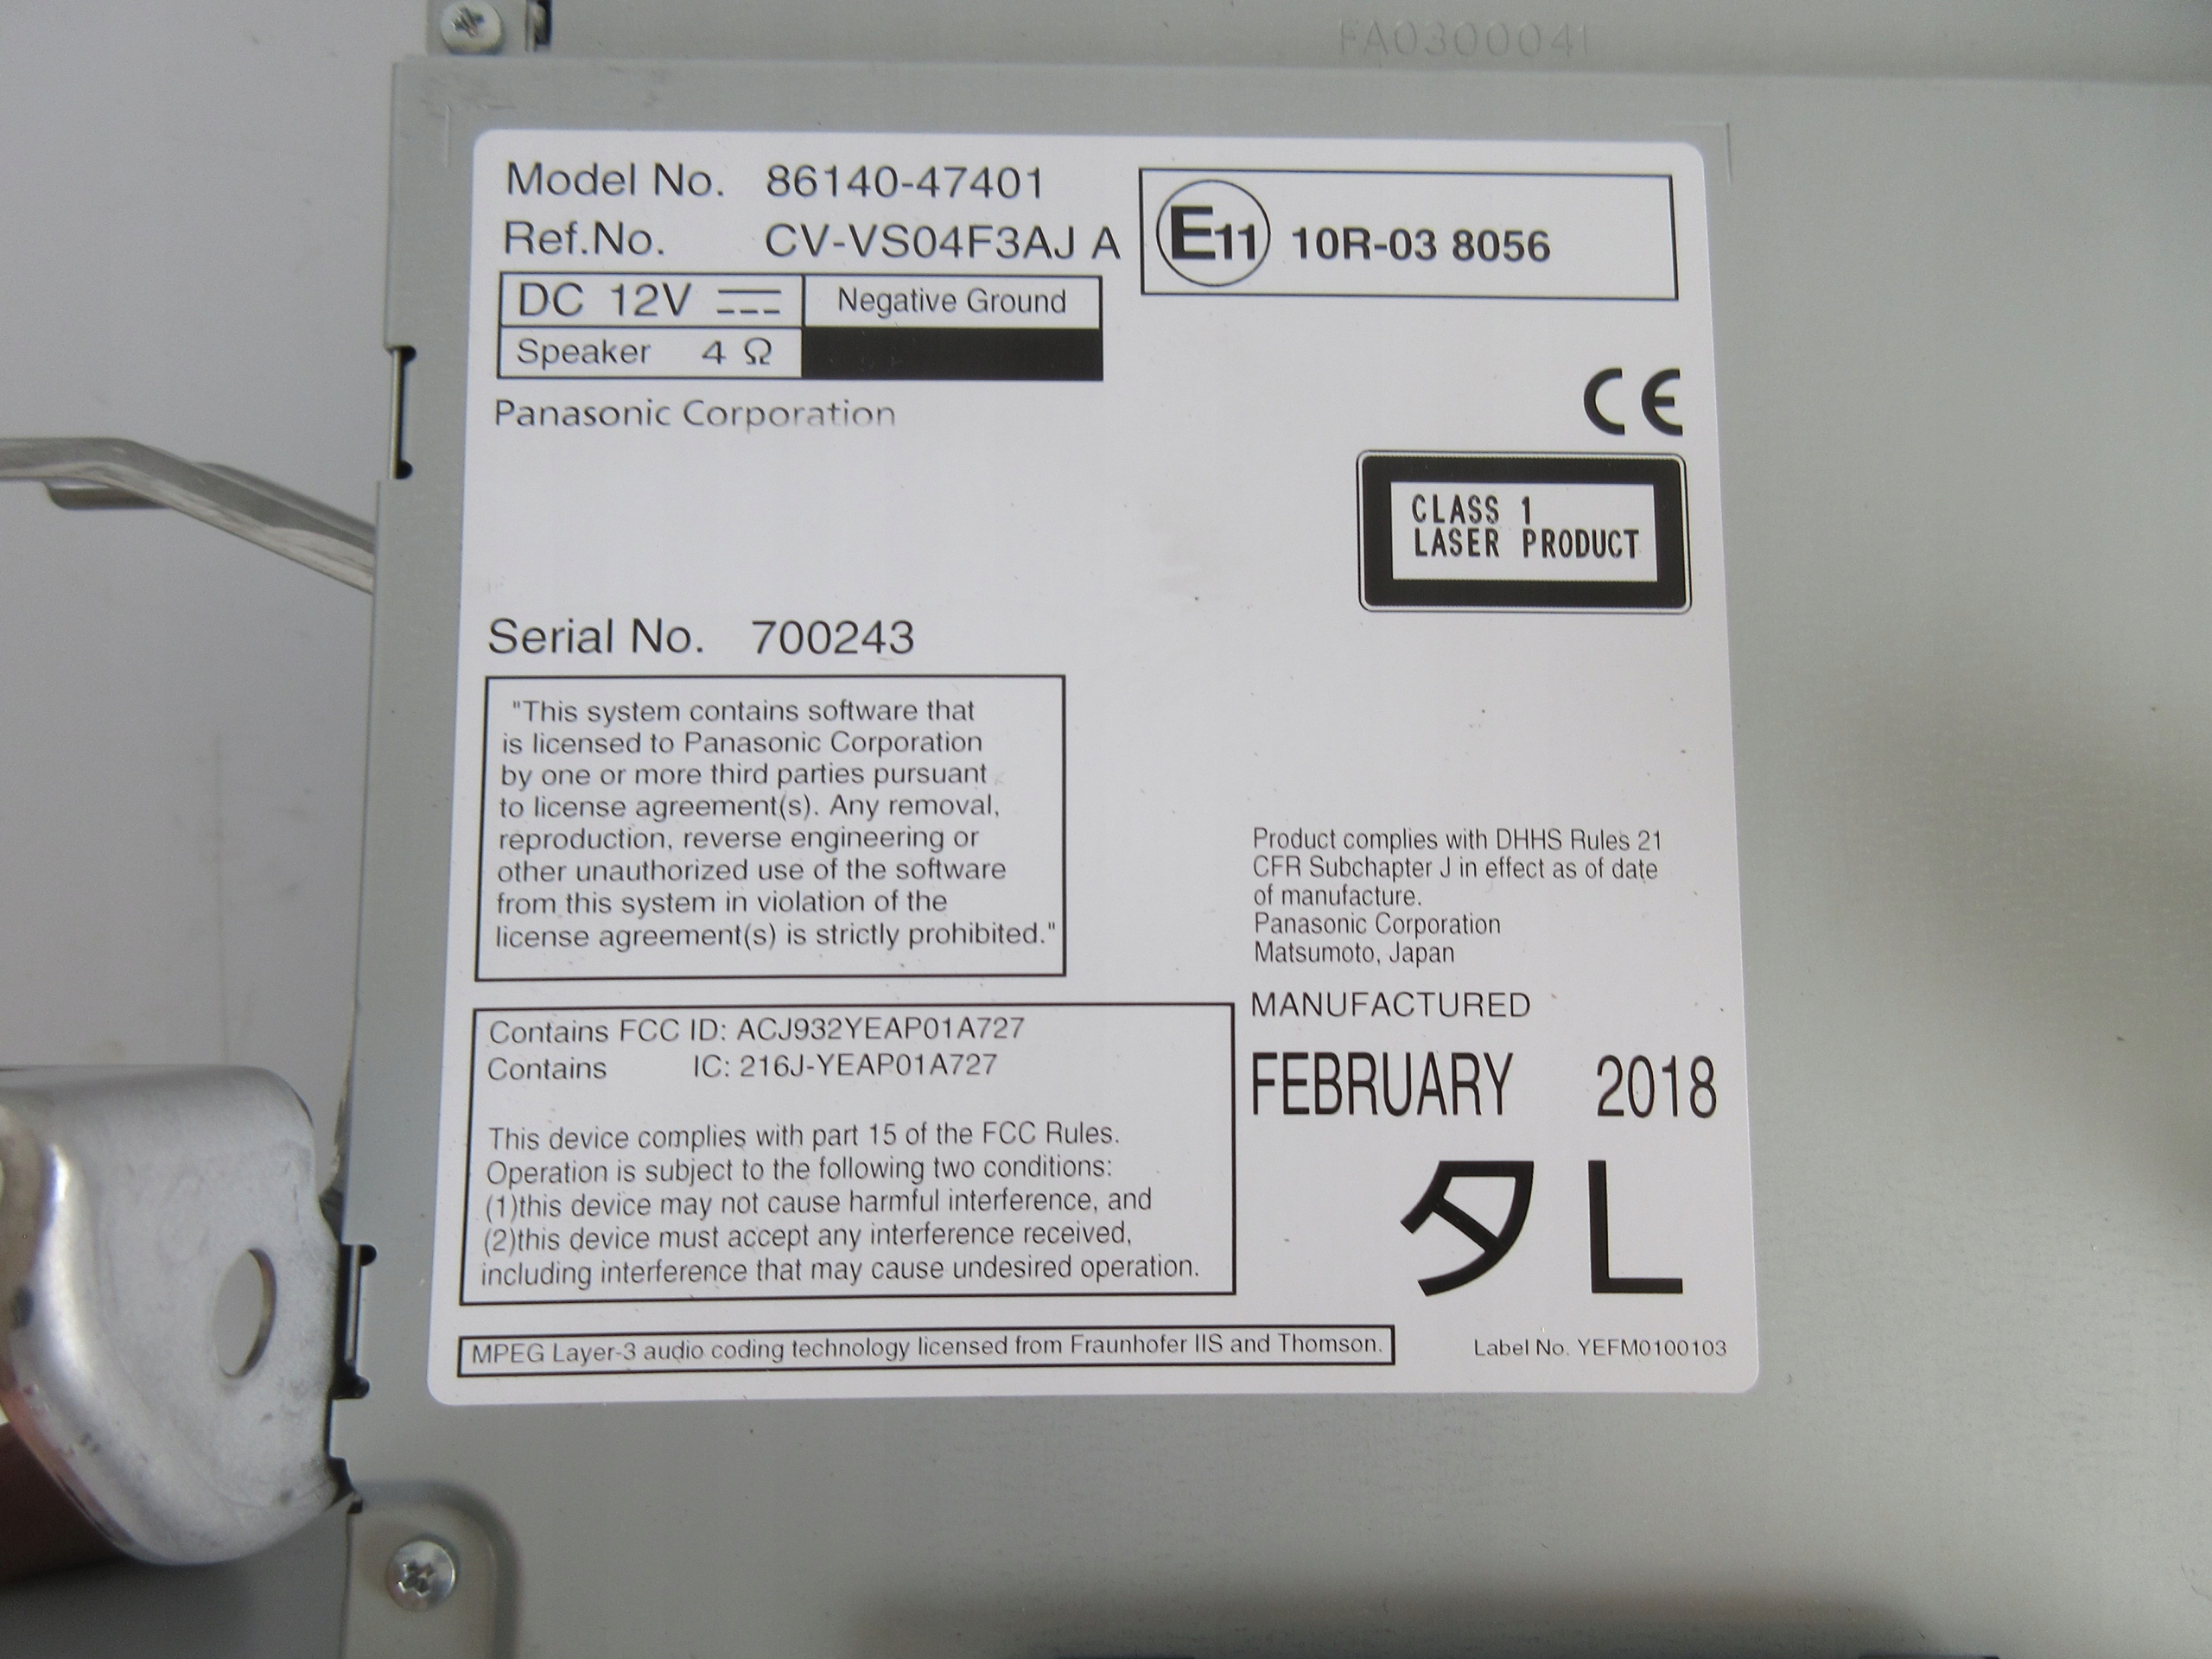 FA0300041
Model No. 86140-47401
Ref.No. CV-VS04F3AJ A
E11 10R-03 8056
DC 12V Negative Ground
Speaker 4 Ω
Panasonic Corporation
CE
CLASS 1
LASER PRODUCT
Serial No. 700243
"This system contains software that
is licensed to Panasonic Corporation
by one or more third parties pursuant
to license agreement(s). Any removal,
reproduction, reverse engineering or
other unauthorized use of the software
from this system in violation of the
license agreement(s) is strictly prohibited."
Product complies with DHHS Rules 21
CFR Subchapter J in effect as of date
of manufacture.
Panasonic Corporation
Matsumoto, Japan
MANUFACTURED
FEBRUARY 2018
タ L
Contains FCC ID: ACJ932YEAP01A727
Contains IC: 216J-YEAP01A727
This device complies with part 15 of the FCC Rules.
Operation is subject to the following two conditions:
(1)this device may not cause harmful interference, and
(2)this device must accept any interference received,
including interference that may cause undesired operation.
MPEG Layer-3 audio coding technology licensed from Fraunhofer IIS and Thomson.
Label No. YEFM0100103